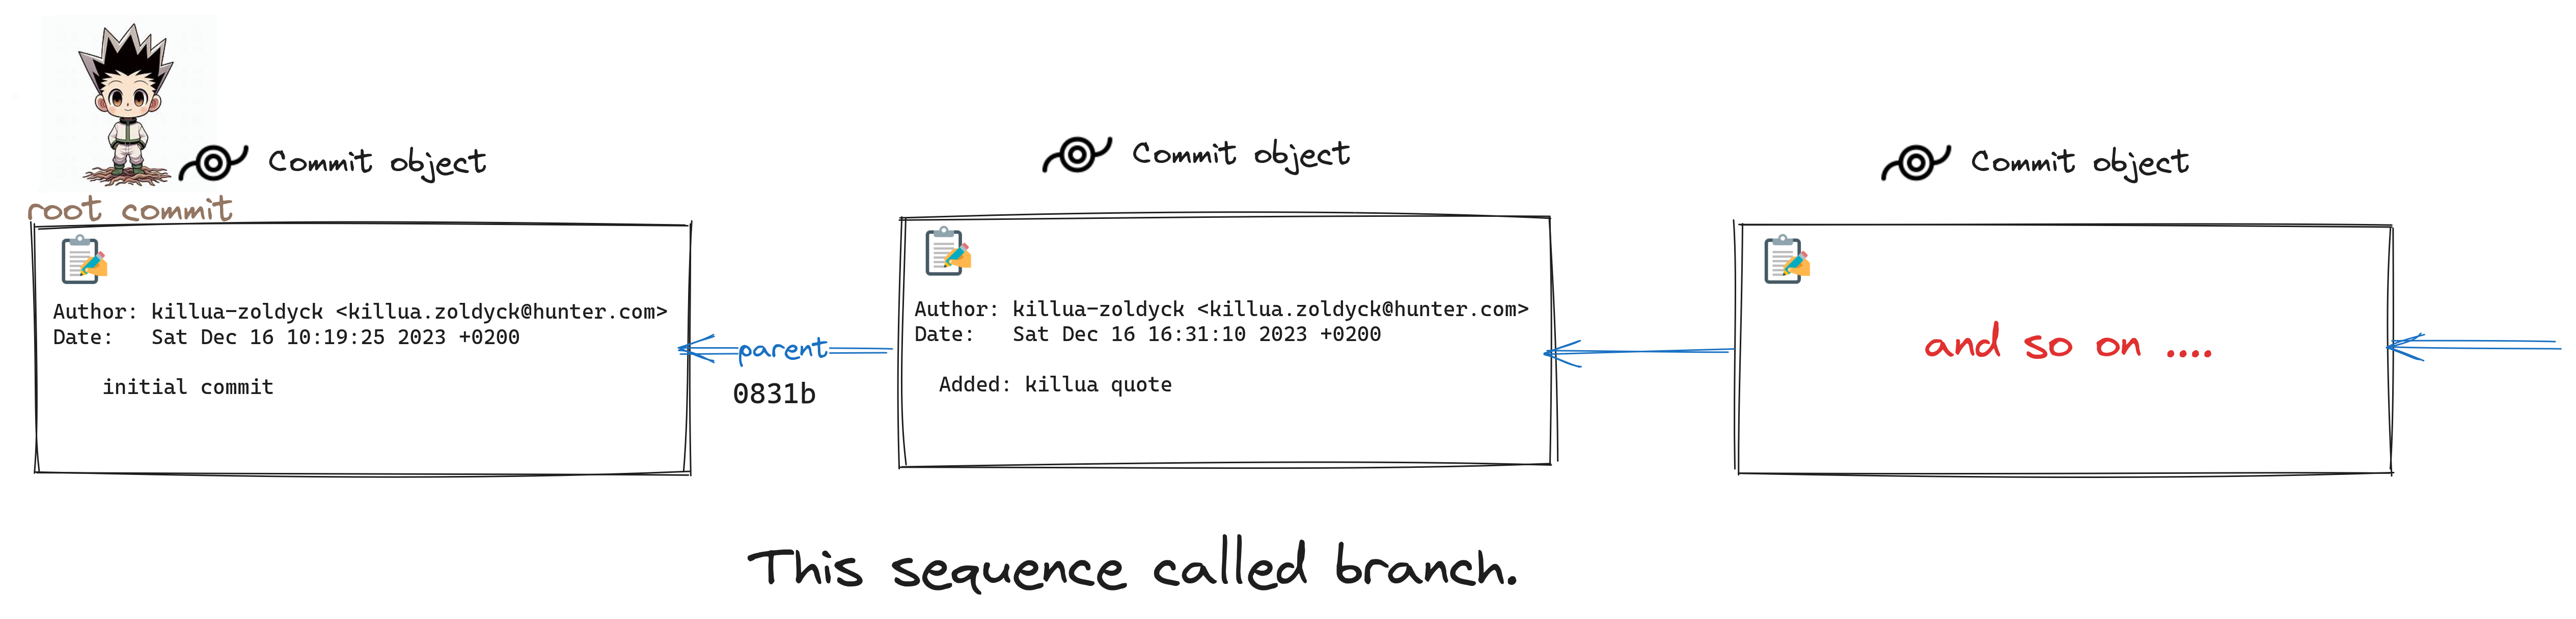 root commit
Commit object
Author: killua-zoldyck <killua.zoldyck@hunter.com>
Date:   Sat Dec 16 10:19:25 2023 +0200
initial commit
parent
0831b
Commit object
Author: killua-zoldyck <killua.zoldyck@hunter.com>
Date:   Sat Dec 16 16:31:10 2023 +0200
Added: killua quote
Commit object
and so on ....
This sequence called branch.